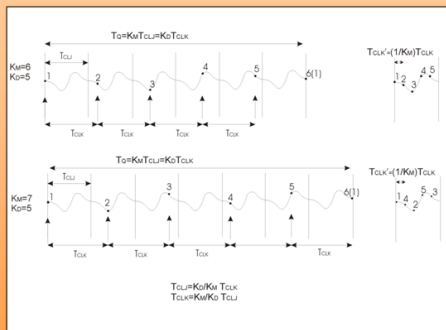 TQ=KMTCLJ=KDTCLK
TCLJ
KM=6
KD=5
1 2 3 4 5 6(1)
TCLK TCLK TCLK TCLK
TCLK'=(1/KM)TCLK
1 2 3 4 5
TQ=KMTCLJ=KDTCLK
TCLJ
KM=7
KD=5
1 2 3 4 5 6(1)
TCLK TCLK TCLK TCLK
TCLK'=(1/KM)TCLK
1 4 2 5 3
TCLJ=KD/KM TCLK
TCLK=KM/KD TCLJ